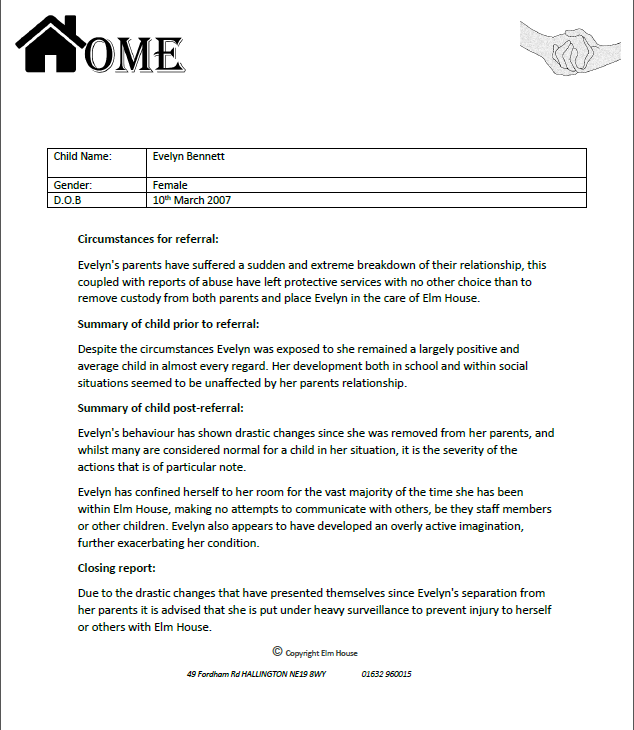 HOME
Child Name: Evelyn Bennett
Gender: Female
D.O.B 10th March 2007
Circumstances for referral:
Evelyn's parents have suffered a sudden and extreme breakdown of their relationship, this
coupled with reports of abuse have left protective services with no other choice than to
remove custody from both parents and place Evelyn in the care of Elm House.
Summary of child prior to referral:
Despite the circumstances Evelyn was exposed to she remained a largely positive and
average child in almost every regard. Her development both in school and within social
situations seemed to be unaffected by her parents relationship.
Summary of child post-referral:
Evelyn's behaviour has shown drastic changes since she was removed from her parents, and
whilst many are considered normal for a child in her situation, it is the severity of the
actions that is of particular note.
Evelyn has confined herself to her room for the vast majority of the time she has been
within Elm House, making no attempts to communicate with others, be they staff members
or other children. Evelyn also appears to have developed an overly active imagination,
further exacerbating her condition.
Closing report:
Due to the drastic changes that have presented themselves since Evelyn's separation from
her parents it is advised that she is put under heavy surveillance to prevent injury to herself
or others with Elm House.
© Copyright Elm House
49 Fordham Rd HALLINGTON NE19 8WY 01632 960015